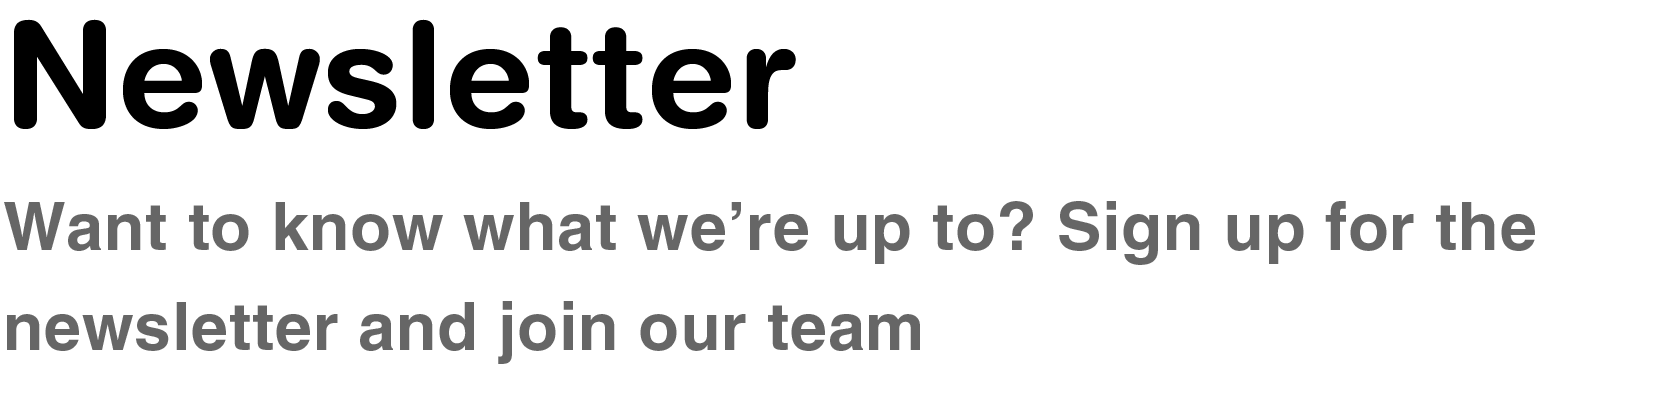 Newsletter
Want to know what we’re up to? Sign up for the
newsletter and join our team